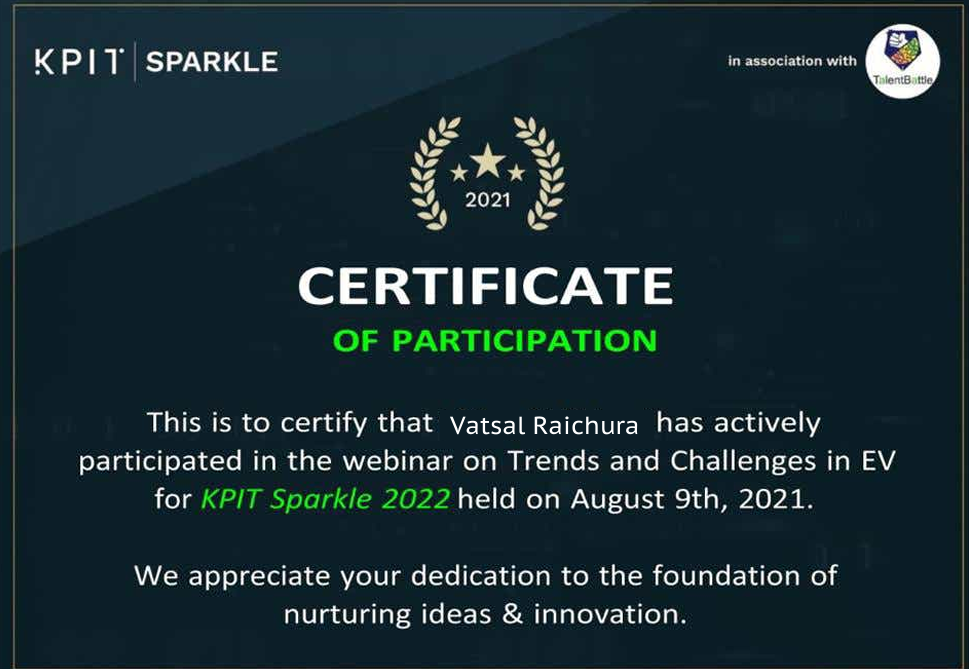 KPIT | SPARKLE
in association with
TalentBattle
2021
CERTIFICATE
OF PARTICIPATION
This is to certify that Vatsal Raichura has actively
participated in the webinar on Trends and Challenges in EV
for KPIT Sparkle 2022 held on August 9th, 2021.
We appreciate your dedication to the foundation of
nurturing ideas & innovation.